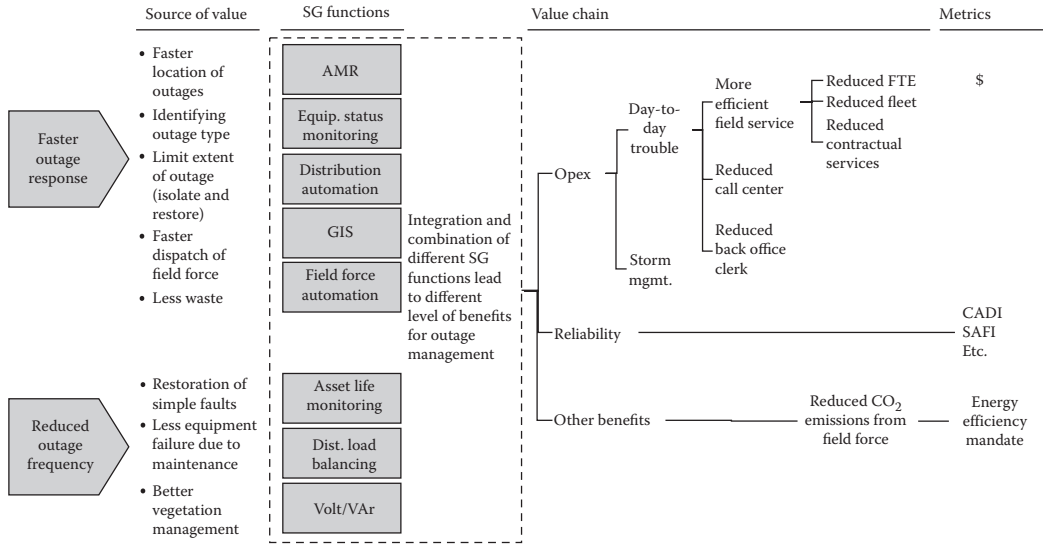 Source of value
SG functions
Value chain
Metrics
Faster
outage
response
• Faster
location of
outages
• Identifying
outage type
• Limit extent
of outage
(isolate and
restore)
• Faster
dispatch of
field force
• Less waste
Reduced
outage
frequency
• Restoration of
simple faults
• Less equipment
failure due to
maintenance
• Better
vegetation
management
AMR
Equip. status
monitoring
Distribution
automation
GIS
Field force
automation
Asset life
monitoring
Dist. load
balancing
Volt/VAr
Integration and
combination of
different SG
functions lead
to different
level of benefits
for outage
management
Opex
Day-to-
day
trouble
More
efficient
field service
Reduced FTE
Reduced fleet
Reduced
contractual
services
$
Reduced
call center
Reduced
back office
clerk
Storm
mgmt.
Reliability
CADI
SAFI
Etc.
Other benefits
Reduced CO2
emissions from
field force
Energy
efficiency
mandate